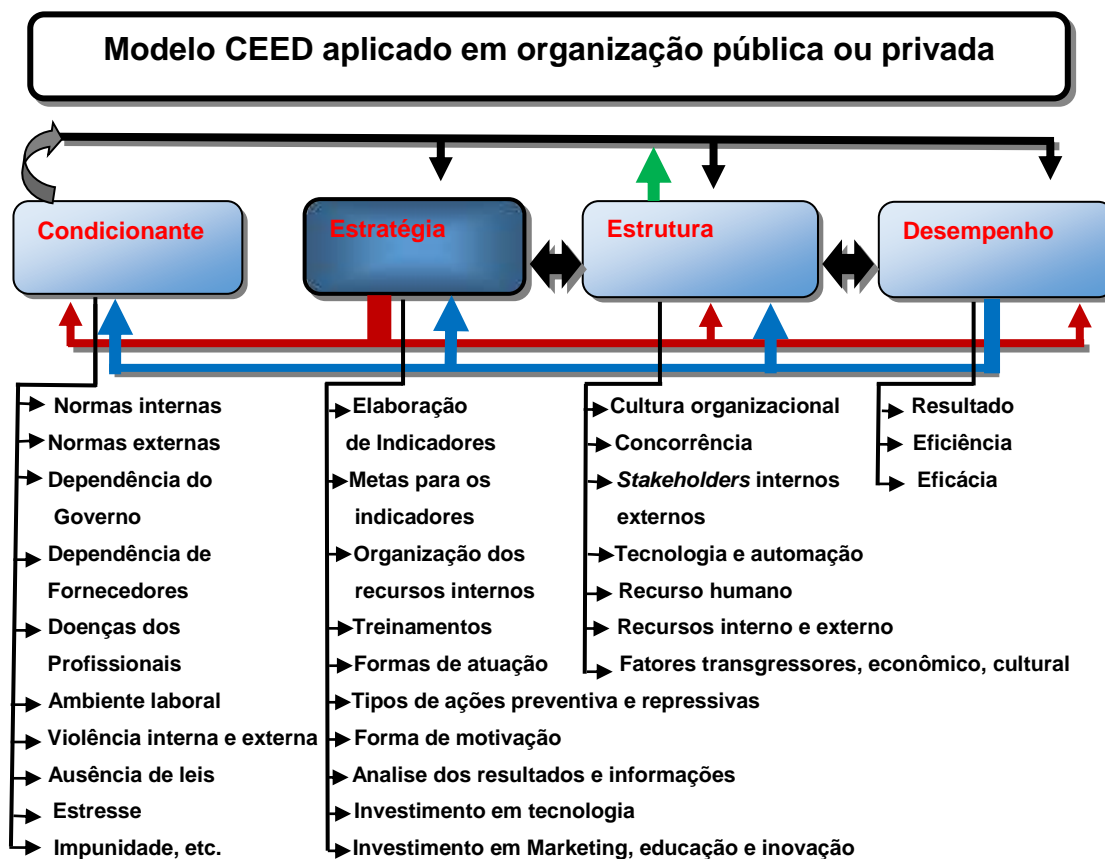 Modelo CEED aplicado em organização pública ou privada
Condicionante
Estratégia
Estrutura
Desempenho
Normas internas
Normas externas
Dependência do
Governo
Dependência de
Fornecedores
Doenças dos
Profissionais
Ambiente laboral
Violência interna e externa
Ausência de leis
Estresse
Impunidade, etc.
Elaboração
de Indicadores
Metas para os
indicadores
Organização dos
recursos internos
Treinamentos
Formas de atuação
Tipos de ações preventiva e repressivas
Forma de motivação
Analise dos resultados e informações
Investimento em tecnologia
Investimento em Marketing, educação e inovação
Cultura organizacional
Concorrência
Stakeholders internos
externos
Tecnologia e automação
Recurso humano
Recursos interno e externo
Fatores transgressores, econômico, cultural
Resultado
Eficiência
Eficácia